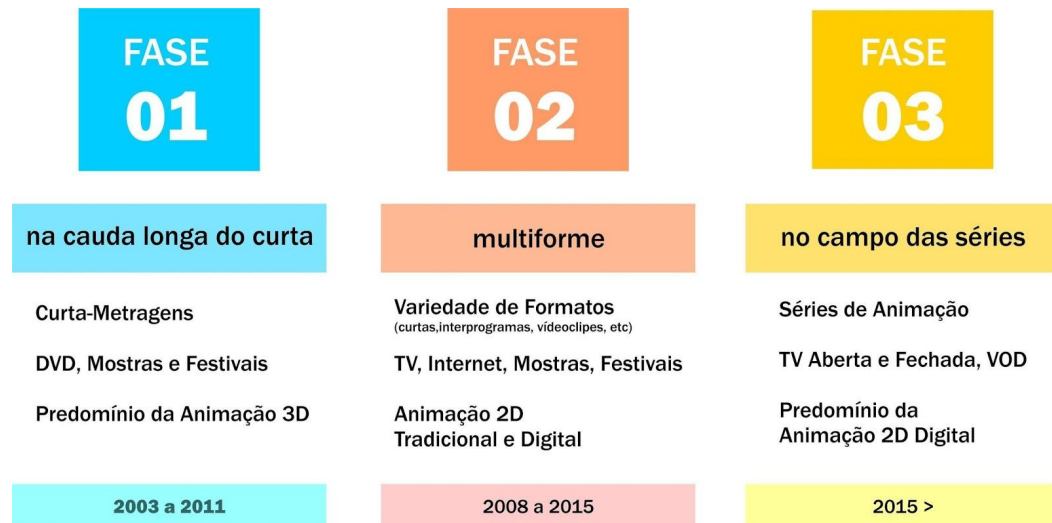 FASE
01
na cauda longa do curta
Curta-Metragens
DVD, Mostras e Festivais
Predomínio da Animação 3D
2003 a 2011
FASE
02
multiforme
Variedade de Formatos
(curtas,interprogramas, vídeoclipes, etc)
TV, Internet, Mostras, Festivais
Animação 2D
Tradicional e Digital
2008 a 2015
FASE
03
no campo das séries
Séries de Animação
TV Aberta e Fechada, VOD
Predomínio da
Animação 2D Digital
2015 >